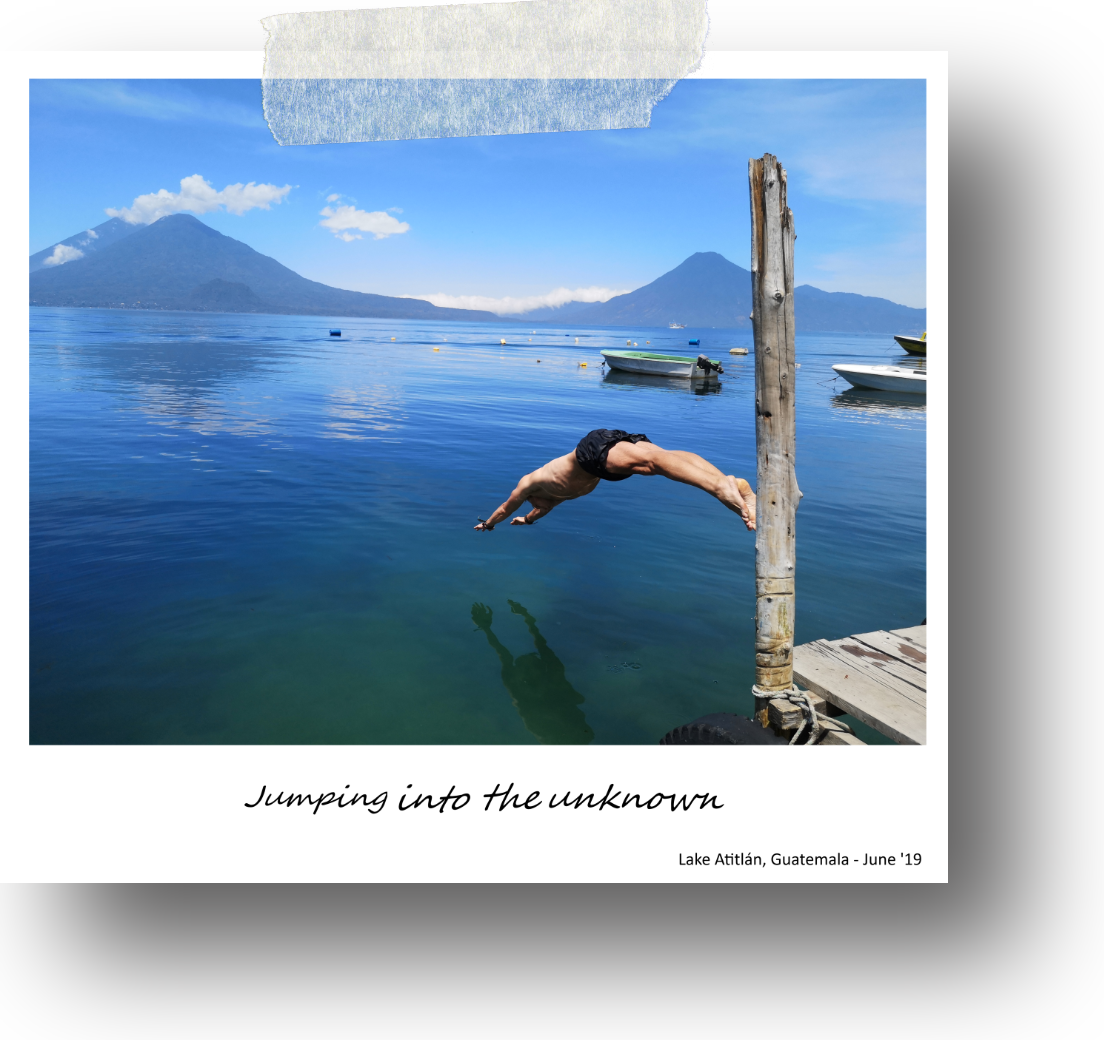 Jumping into the unknown
Lake Atitlán, Guatemala - June '19